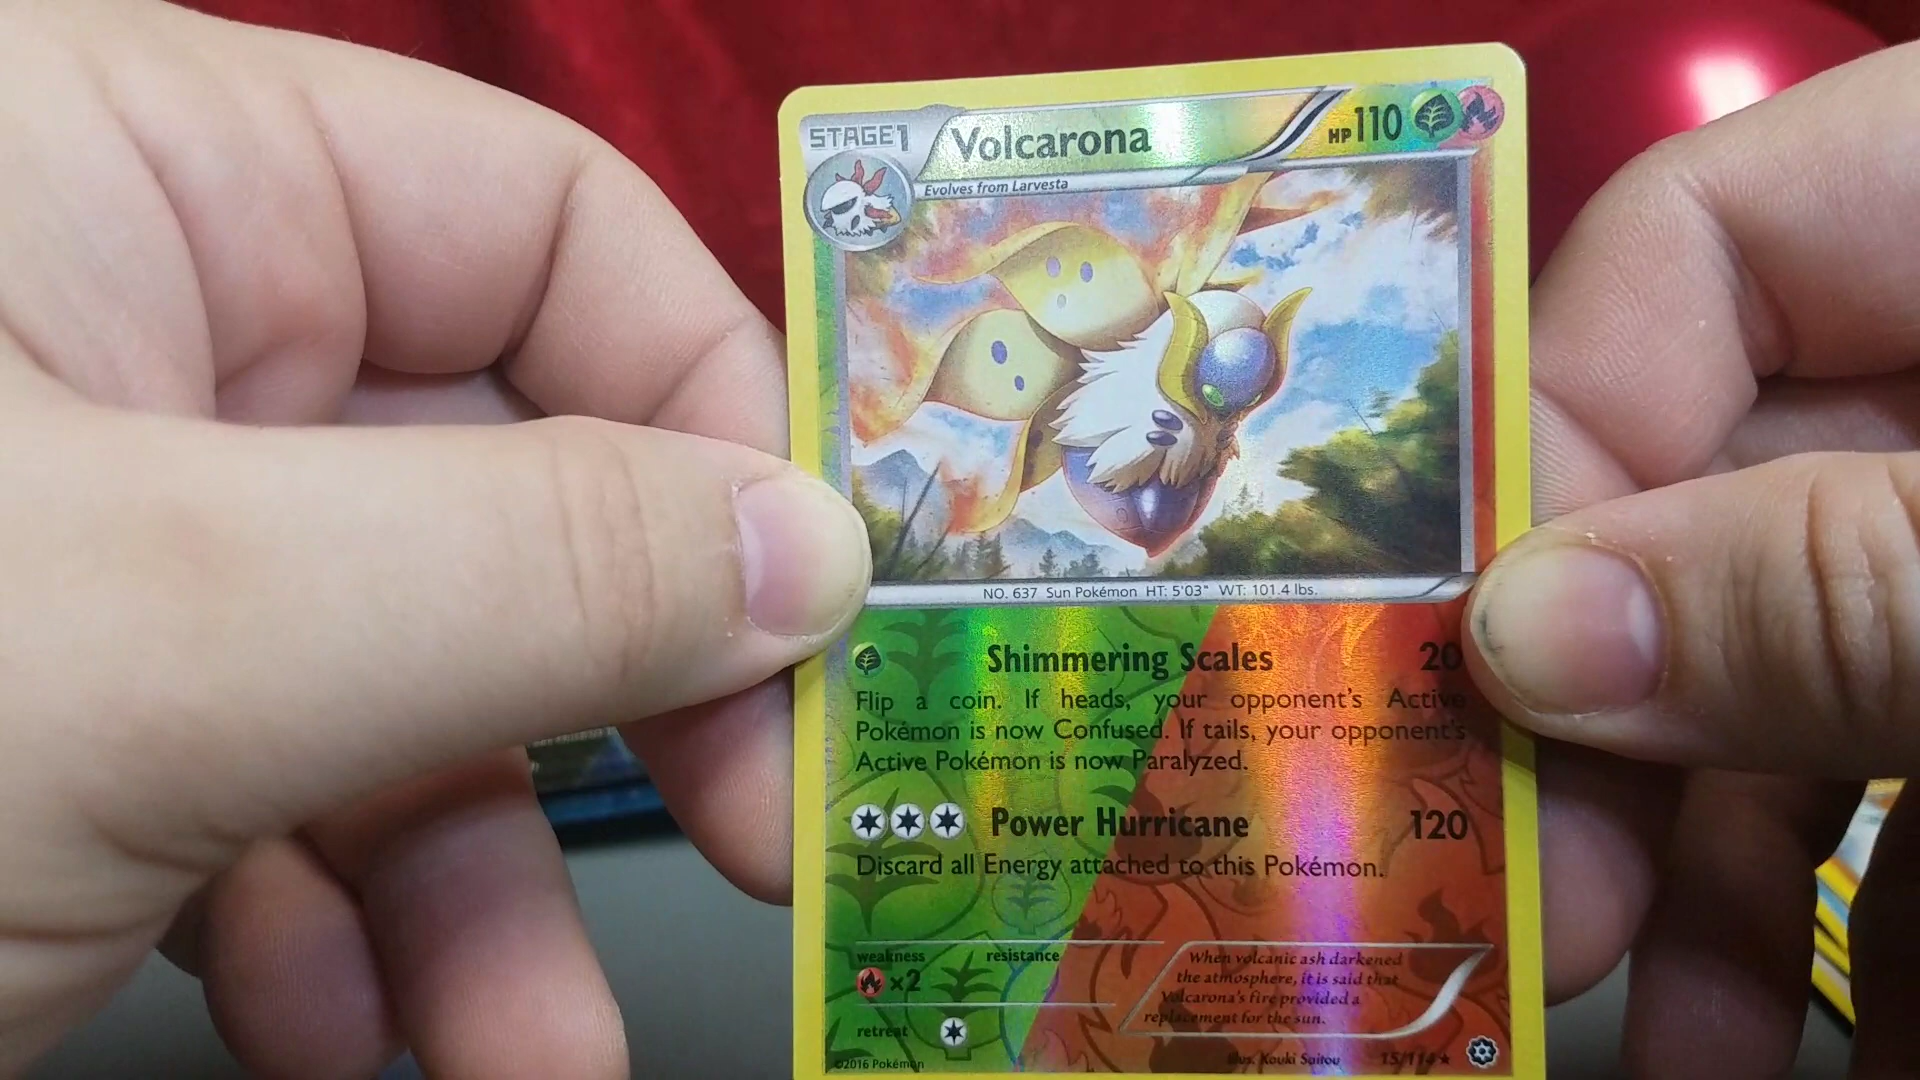 STAGE1 Volcarona HP110
Evolves from Larvesta
NO. 637 Sun Pokémon HT: 5'03" WT: 101.4 lbs.
Shimmering Scales 20
Flip a coin. If heads, your opponent's Active
Pokémon is now Confused. If tails, your opponent's
Active Pokémon is now Paralyzed.
Power Hurricane 120
Discard all Energy attached to this Pokémon.
weakness resistance
×2
When volcanic ash darkened
the atmosphere, it is said that
Volcarona's fire provided a
replacement for the sun.
retreat
©2016 Pokémon Illus. Kouki Saitou 15/114